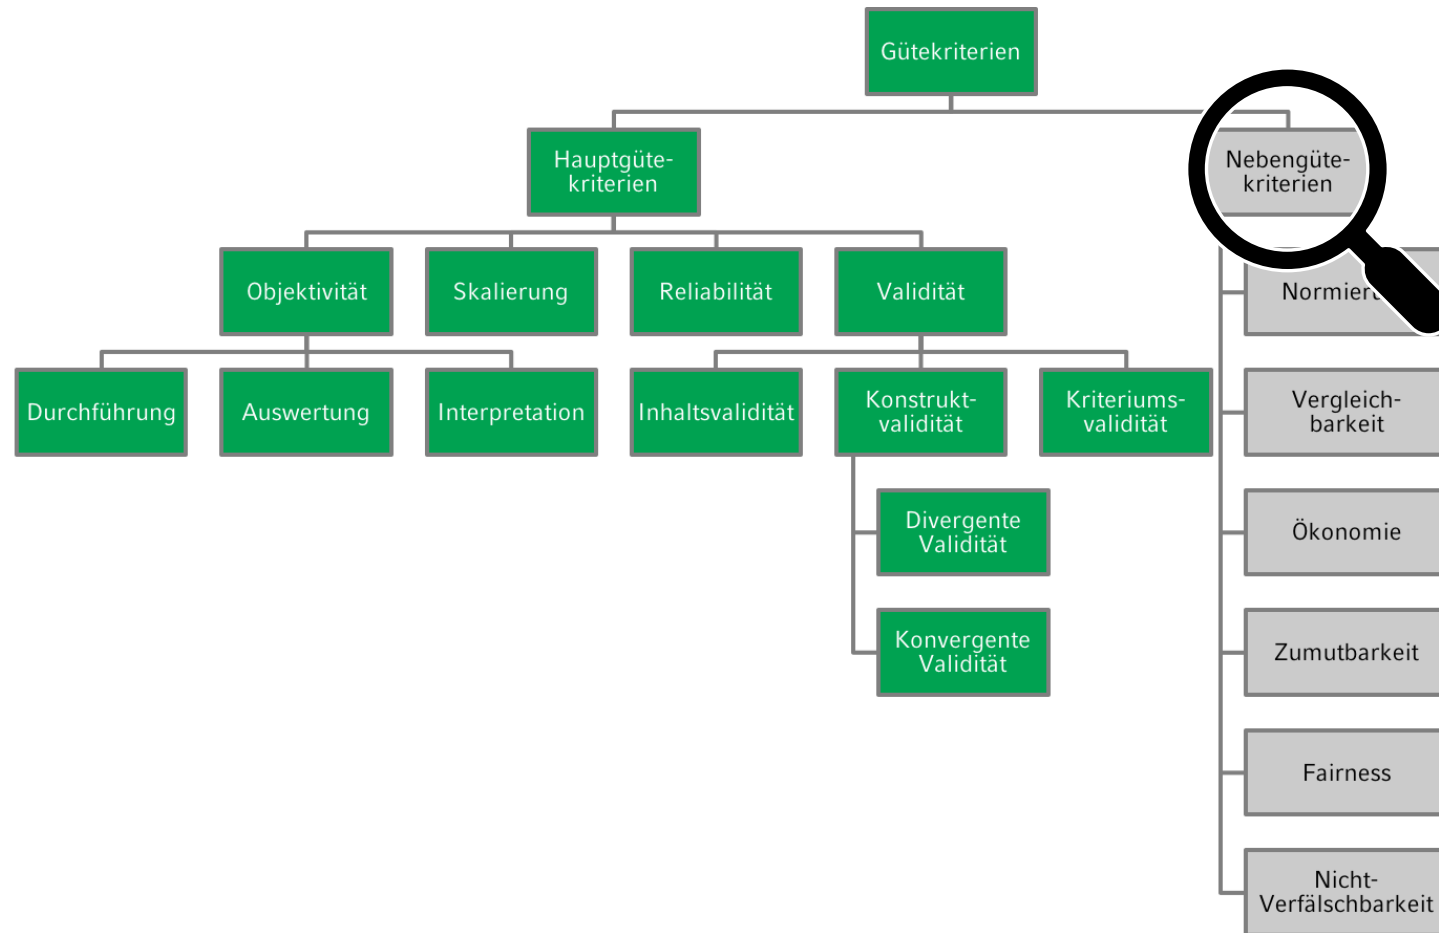 Gütekriterien
Hauptgüte-
kriterien
Nebengüte-
kriterien
Objektivität
Skalierung
Reliabilität
Validität
Durchführung
Auswertung
Interpretation
Inhaltsvalidität
Konstrukt-
validität
Kriteriums-
validität
Divergente
Validität
Konvergente
Validität
Vergleich-
barkeit
Ökonomie
Zumutbarkeit
Fairness
Nicht-
Verfälschbarkeit